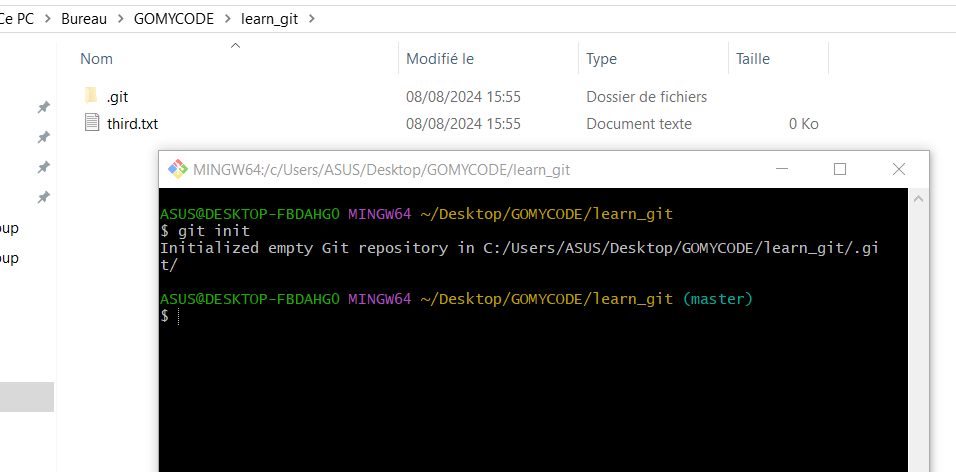 Ce PC > Bureau > GOMYCODE > learn_git >
Nom Modifié le Type Taille
.git 08/08/2024 15:55 Dossier de fichiers
third.txt 08/08/2024 15:55 Document texte 0 Ko
MINGW64:/c/Users/ASUS/Desktop/GOMYCODE/learn_git
ASUS@DESKTOP-FBDAHGO MINGW64 ~/Desktop/GOMYCODE/learn_git
$ git init
Initialized empty Git repository in C:/Users/ASUS/Desktop/GOMYCODE/learn_git/.gi
t/
ASUS@DESKTOP-FBDAHGO MINGW64 ~/Desktop/GOMYCODE/learn_git (master)
$
oup
oup